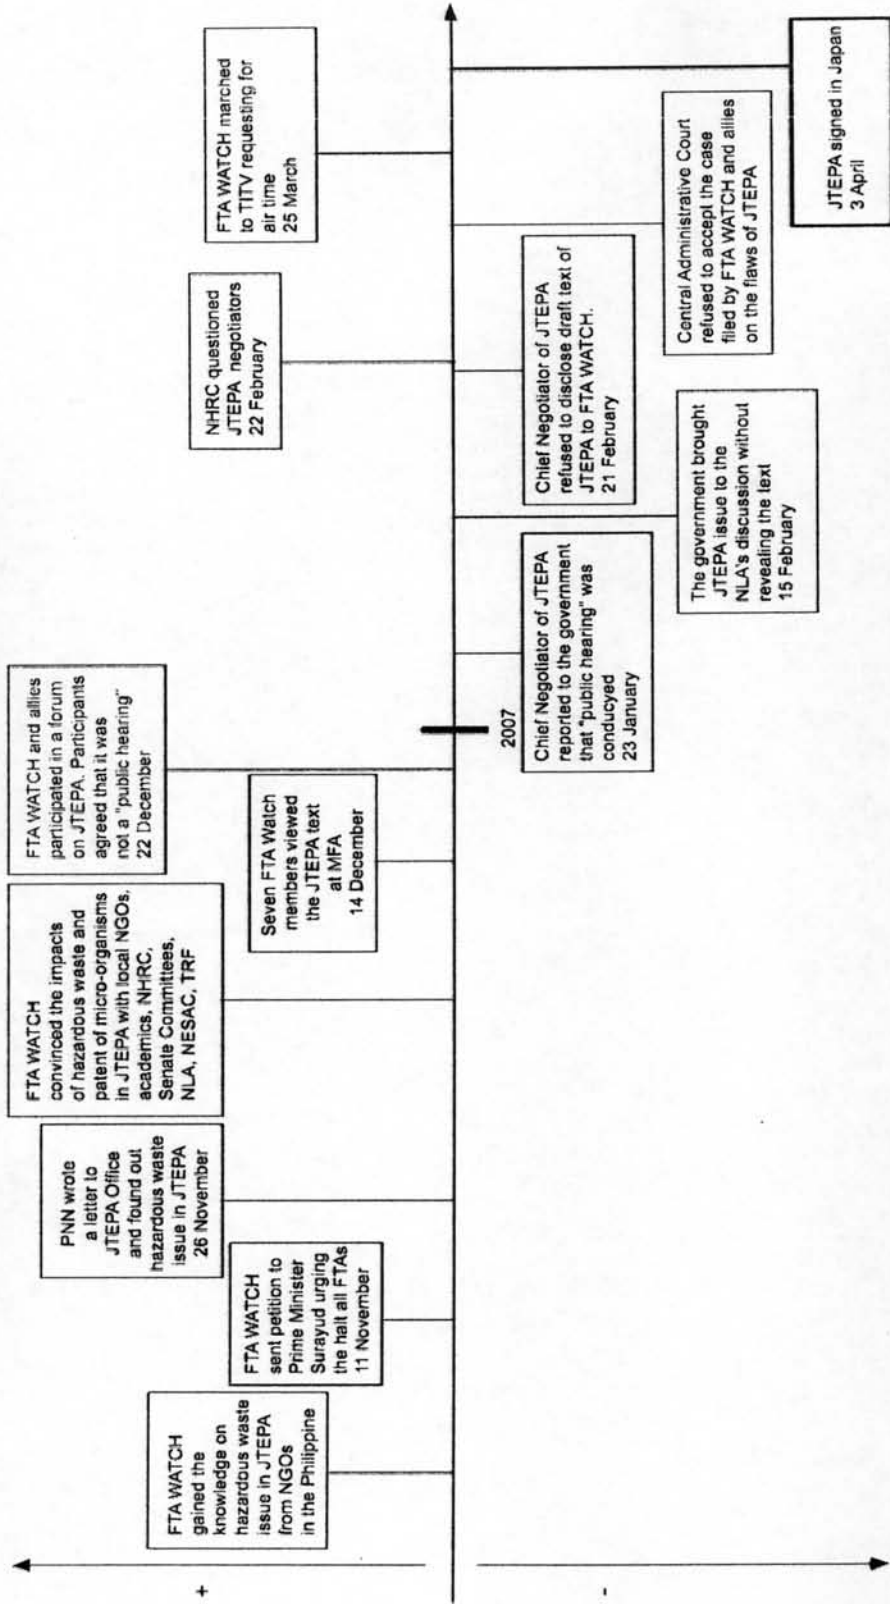 +
-
FTA WATCH
gained the
knowledge on
hazardous waste
issue in JTEPA
from NGOs
in the Philippine
FTA WATCH
sent petition to
Prime Minister
Surayud urging
the halt all FTAs
11 November
PNN wrote
a letter to
JTEPA Office
and found out
hazardous waste
issue in JTEPA
26 November
FTA WATCH
convinced the impacts
of hazardous waste and
patent of micro-organisms
in JTEPA with local NGOs,
academics, NHRC,
Senate Committees,
NLA, NESAC, TRF
Seven FTA Watch
members viewed
the JTEPA text
at MFA
14 December
FTA WATCH and allies
participated in a forum
on JTEPA. Participants
agreed that it was
not a "public hearing"
22 December
2007
Chief Negotiator of JTEPA
reported to the government
that "public hearing" was
conducyed
23 January
The government brought
JTEPA issue to the
NLA's discussion without
revealing the text
15 February
Chief Negotiator of JTEPA
refused to disclose draft text of
JTEPA to FTA WATCH.
21 February
NHRC questioned
JTEPA negotiators
22 February
Central Administrative Court
refused to accept the case
filed by FTA WATCH and allies
on the flaws of JTEPA
FTA WATCH marched
to TITV requesting for
air time
25 March
JTEPA signed in Japan
3 April